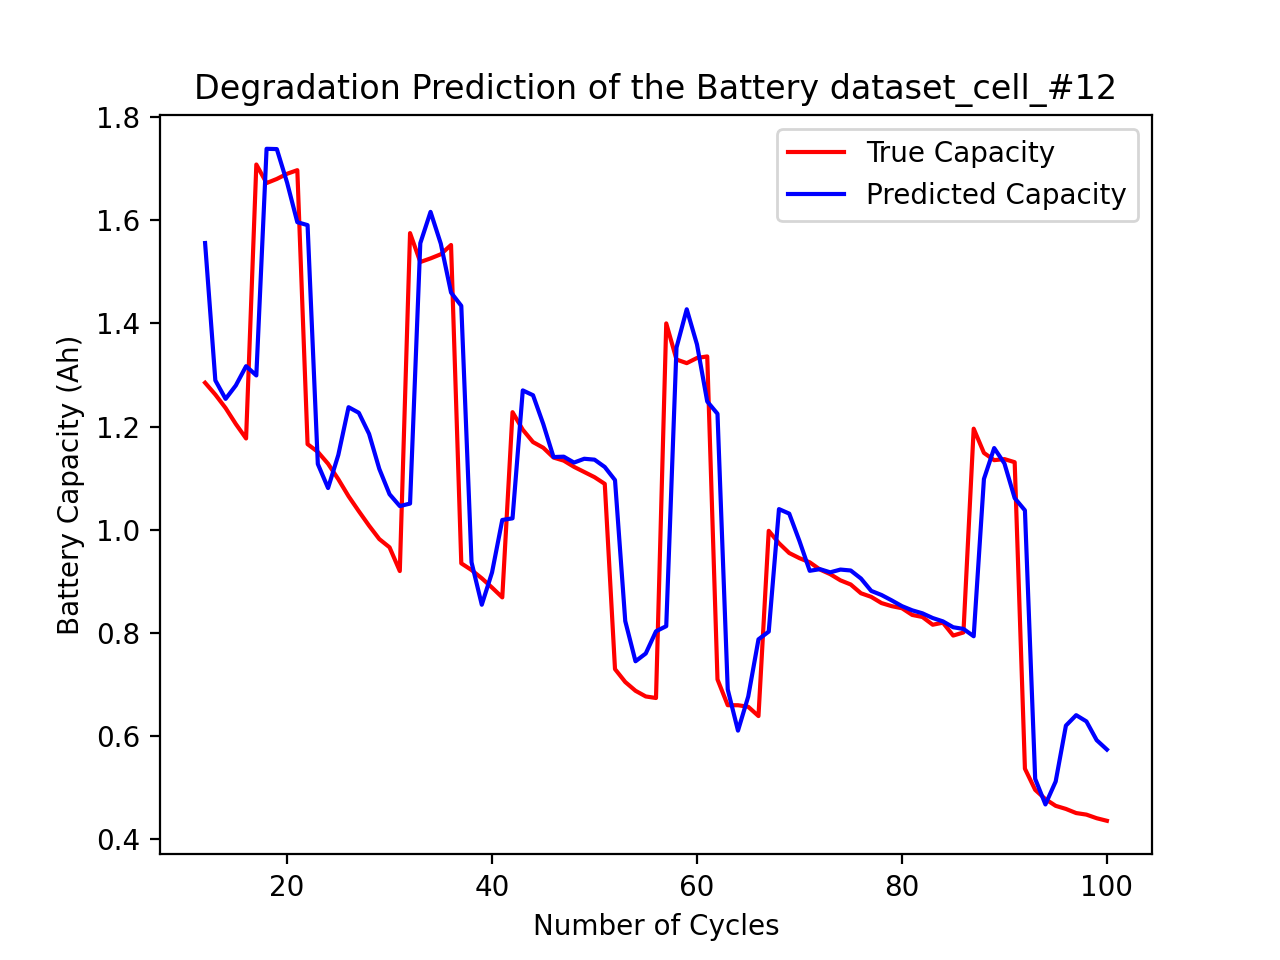 Degradation Prediction of the Battery dataset_cell_#12
True Capacity
Predicted Capacity
Battery Capacity (Ah)
1.8
1.6
1.4
1.2
1.0
0.8
0.6
0.4
20 40 60 80 100
Number of Cycles